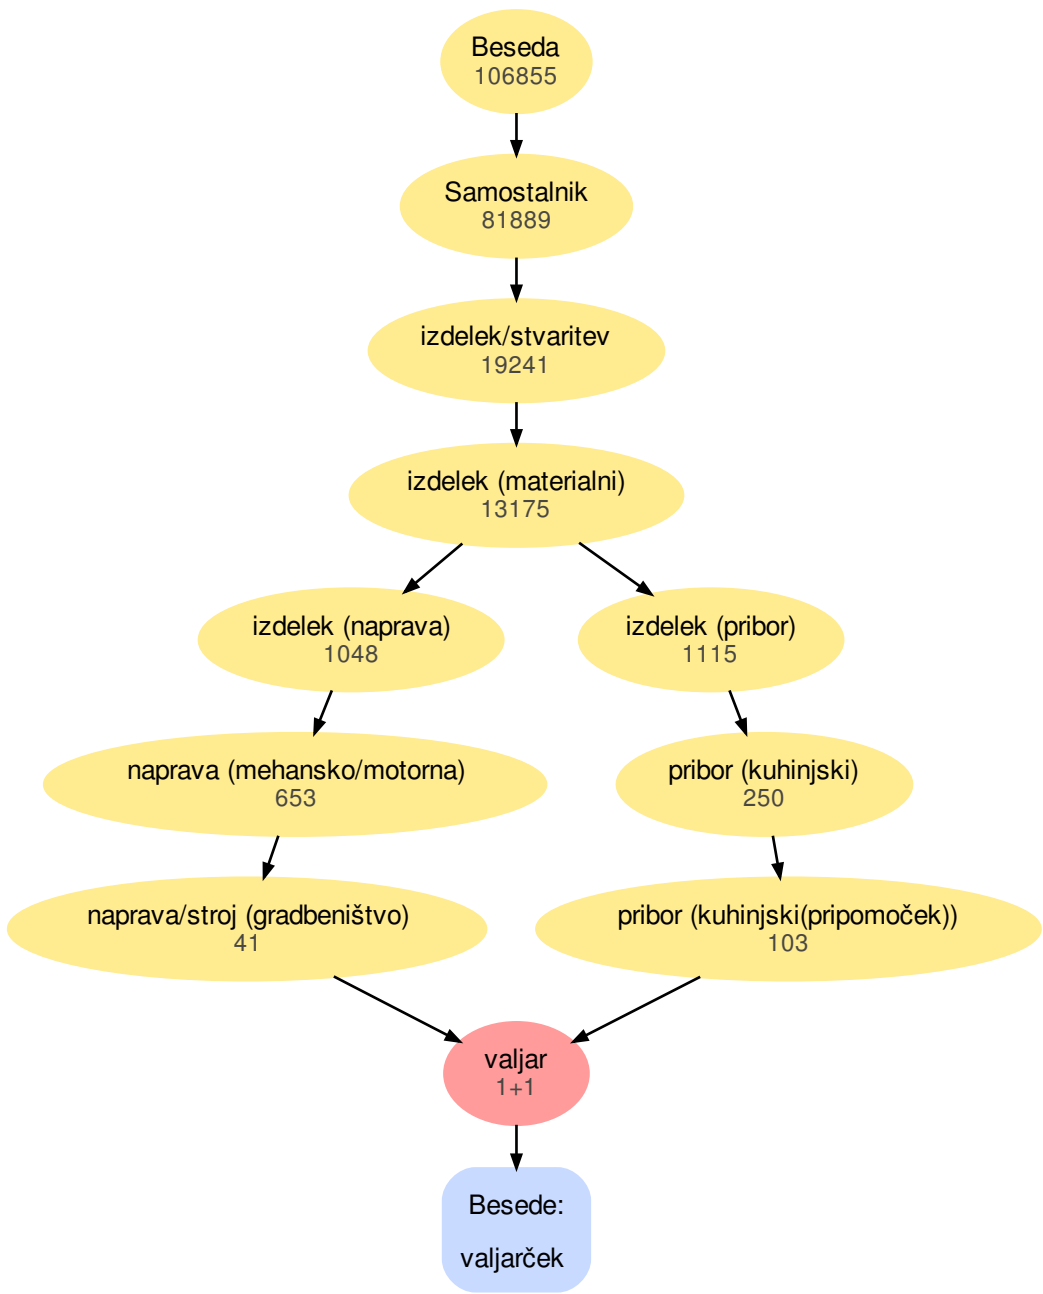 Beseda
106855
Samostalnik
81889
izdelek/stvaritev
19241
izdelek (materialni)
13175
izdelek (naprava)
1048
izdelek (pribor)
1115
naprava (mehansko/motorna)
653
pribor (kuhinjski)
250
naprava/stroj (gradbeništvo)
41
pribor (kuhinjski(pripomoček))
103
valjar
1+1
Besede:
valjarček